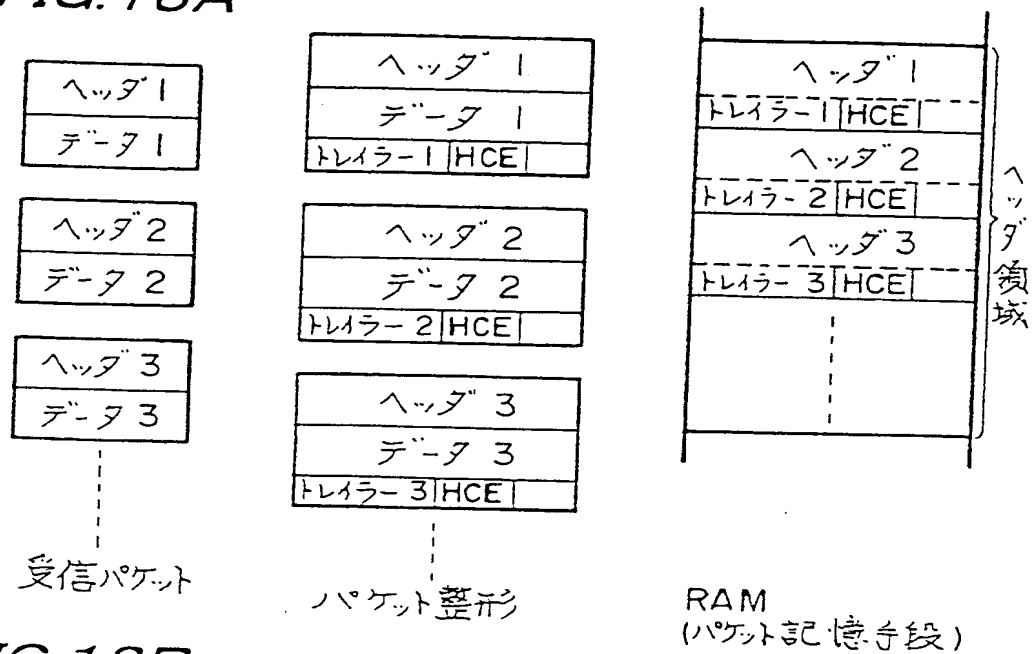 FIG. 18A
ヘッダ 1
データ 1
ヘッダ 2
データ 2
ヘッダ 3
データ 3
受信パケット
ヘッダ 1
データ 1
トレイラー 1 HCE
ヘッダ 2
データ 2
トレイラー 2 HCE
ヘッダ 3
データ 3
トレイラー 3 HCE
パケット整形
ヘッダ 1
トレイラー 1 HCE
ヘッダ 2
トレイラー 2 HCE
ヘッダ 3
トレイラー 3 HCE
ヘッダ領域
RAM
(パケット記憶手段)